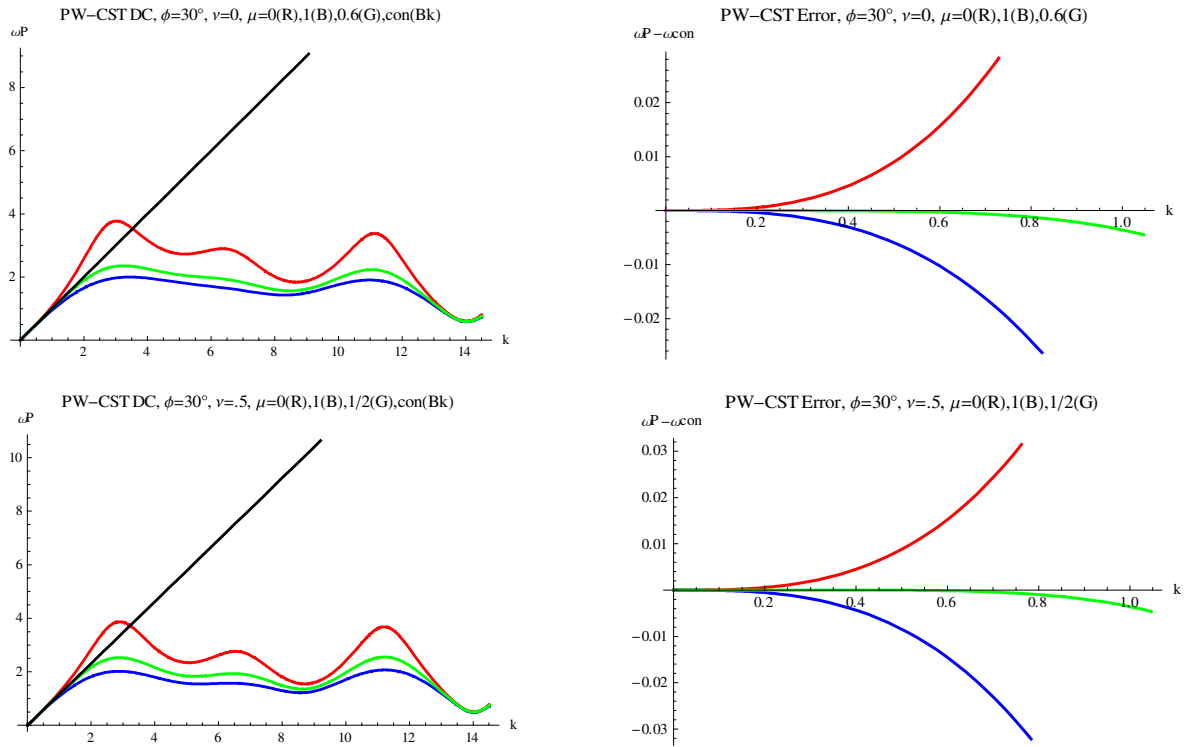 PW−CST DC, ϕ=30°, ν=0, μ=0(R),1(B),0.6(G),con(Bk)
ωP
8
6
4
2
2 4 6 8 10 12 14 k
PW−CST Error, ϕ=30°, ν=0, μ=0(R),1(B),0.6(G)
ωP−ωcon
0.02
0.01
0.2 0.4 0.6 0.8 1.0 k
−0.01
−0.02
PW−CST DC, ϕ=30°, ν=.5, μ=0(R),1(B),1/2(G),con(Bk)
ωP
10
8
6
4
2
2 4 6 8 10 12 14 k
PW−CST Error, ϕ=30°, ν=.5, μ=0(R),1(B),1/2(G)
ωP−ωcon
0.03
0.02
0.01
0.2 0.4 0.6 0.8 1.0 k
−0.01
−0.02
−0.03